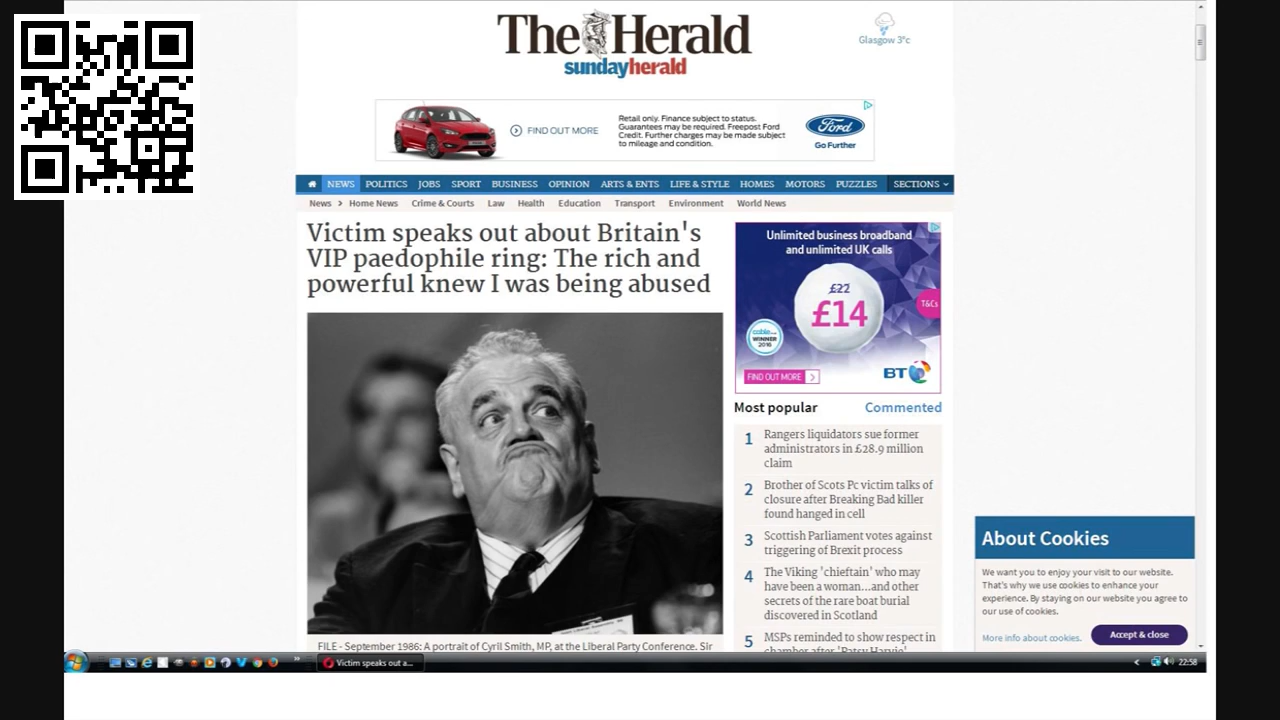 The Herald
sundayherald
Glasgow 3°c
FIND OUT MORE
Retail only. Finance subject to status.
Guarantees may be required. Freepost Ford
Credit. Further charges may be made subject
to mileage and condition.
Ford
Go Further
NEWS POLITICS JOBS SPORT BUSINESS OPINION ARTS & ENTS LIFE & STYLE HOMES MOTORS PUZZLES SECTIONS
News > Home News Crime & Courts Law Health Education Transport Environment World News
Victim speaks out about Britain's
VIP paedophile ring: The rich and
powerful knew I was being abused
FILE - September 1986: A portrait of Cyril Smith, MP, at the Liberal Party Conference. Sir
Unlimited business broadband
and unlimited UK calls
£22
£14
T&Cs
WINNER
2016
FIND OUT MORE
BT
Most popular Commented
1 Rangers liquidators sue former
administrators in £28.9 million
claim
2 Brother of Scots Pc victim talks of
closure after Breaking Bad killer
found hanged in cell
3 Scottish Parliament votes against
triggering of Brexit process
4 The Viking 'chieftain' who may
have been a woman...and other
secrets of the rare boat burial
discovered in Scotland
5 MSPs reminded to show respect in
chamber after 'Patsy Harvie'
About Cookies
We want you to enjoy your visit to our website.
That's why we use cookies to enhance your
experience. By staying on our website you agree to
our use of cookies.
More info about cookies. Accept & close
Victim speaks out a...
22:58